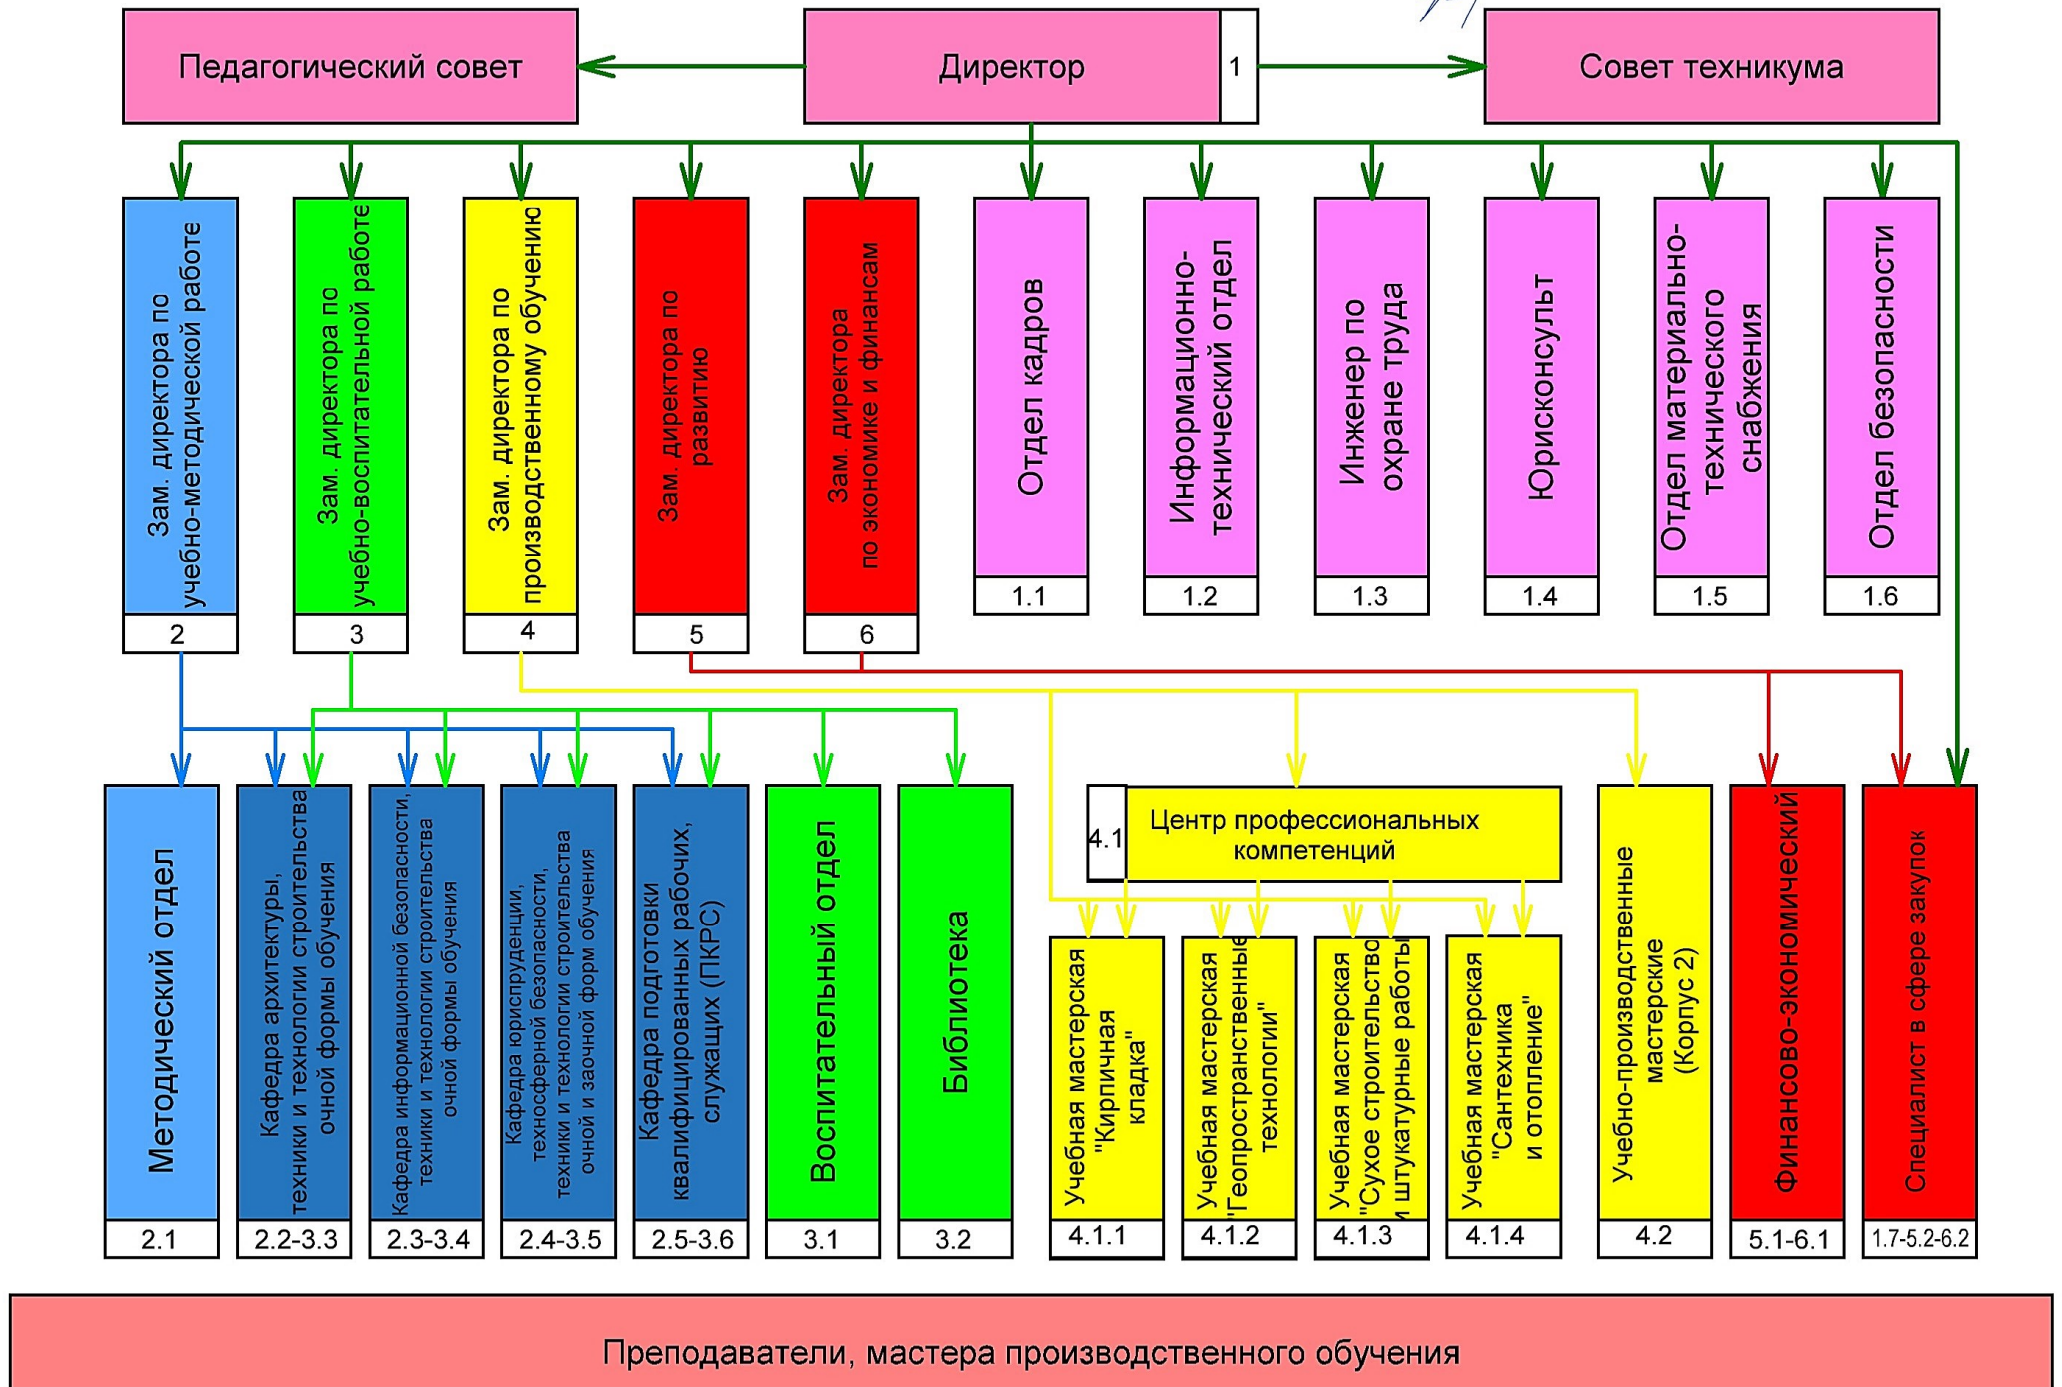 Педагогический совет
Директор
1
Совет техникума
Зам. директора по
учебно-методической работе
2
Зам. директора по
учебно-воспитательной работе
3
Зам. директора по
производственному обучению
4
Зам. директора по
развитию
5
Зам. директора
по экономике и финансам
6
Отдел кадров
1.1
Информационно-
технический отдел
1.2
Инженер по
охране труда
1.3
Юрисконсульт
1.4
Отдел материально-
технического
снабжения
1.5
Отдел безопасности
1.6
Методический отдел
2.1
Кафедра архитектуры,
техники и технологии строительства
очной формы обучения
2.2-3.3
Кафедра информационной безопасности,
техники и технологии строительства
очной формы обучения
2.3-3.4
Кафедра юриспруденции,
техносферной безопасности,
техники и технологии строительства
очной и заочной форм обучения
2.4-3.5
Кафедра подготовки
квалифицированных рабочих,
служащих (ПКРС)
2.5-3.6
Воспитательный отдел
3.1
Библиотека
3.2
4.1
Центр профессиональных
компетенций
Учебная мастерская
"Кирпичная
кладка"
4.1.1
Учебная мастерская
"Геопространственные
технологии"
4.1.2
Учебная мастерская
"Сухое строительство
и штукатурные работы
4.1.3
Учебная мастерская
"Сантехника
и отопление"
4.1.4
Учебно-производственные
мастерские
(Корпус 2)
4.2
Финансово-экономический
5.1-6.1
Специалист в сфере закупок
1.7-5.2-6.2
Преподаватели, мастера производственного обучения